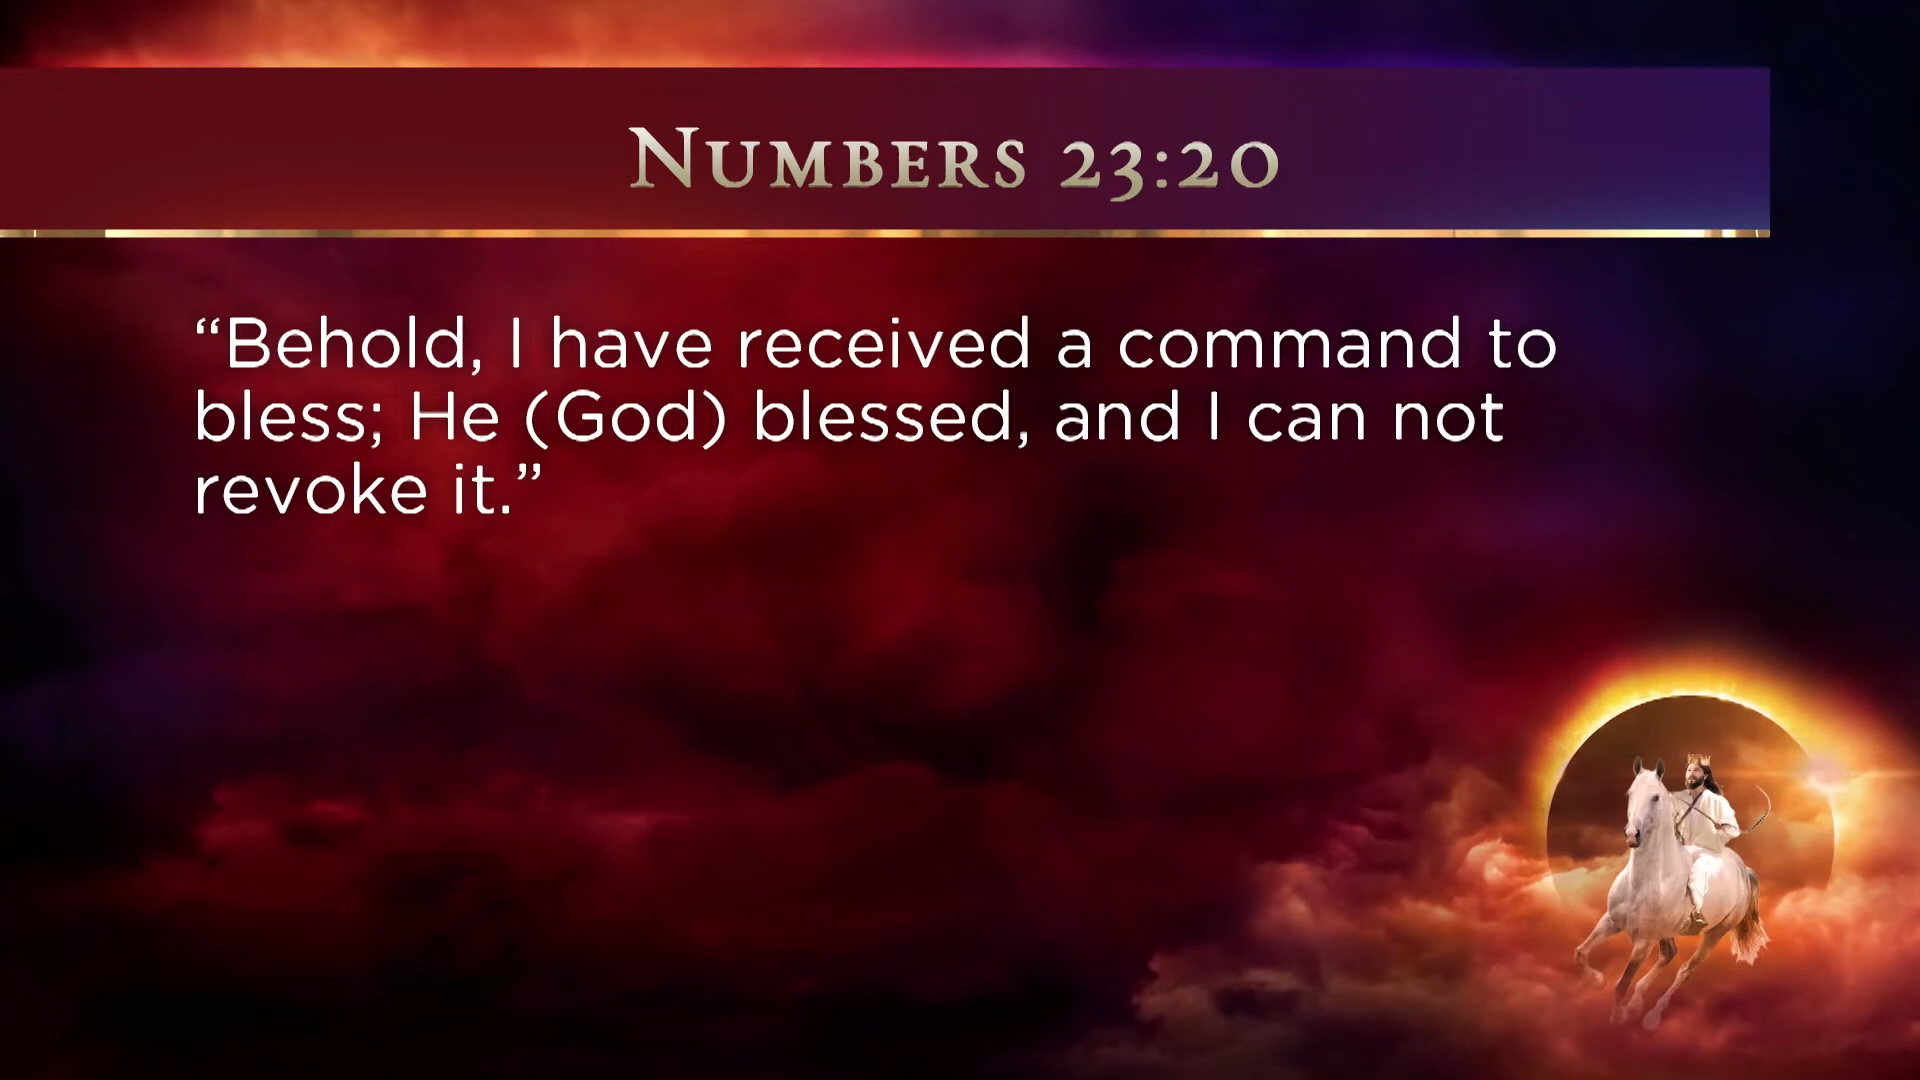 Numbers 23:20
“Behold, I have received a command to
bless; He (God) blessed, and I can not
revoke it.”